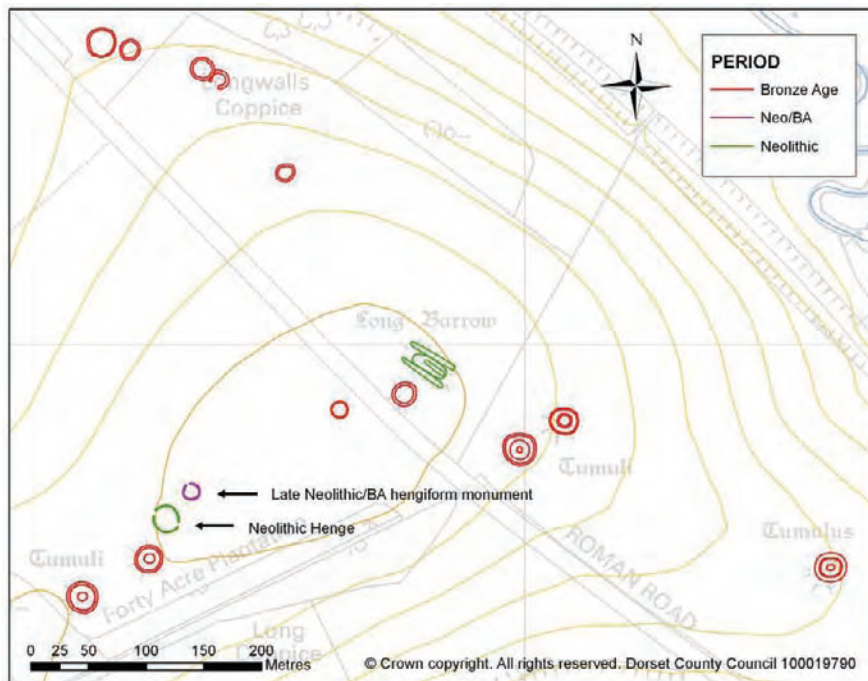 N
PERIOD
Bronze Age
Neo/BA
Neolithic
Longwalls
Coppice
Long Barrow
Tumuli
Late Neolithic/BA hengiform monument
Neolithic Henge
Tumulus
Tumuli
Forty Acre Plantation
ROMAN ROAD
Long
Coppice
0 25 50 100 150 200
Metres
© Crown copyright. All rights reserved. Dorset County Council 100019790